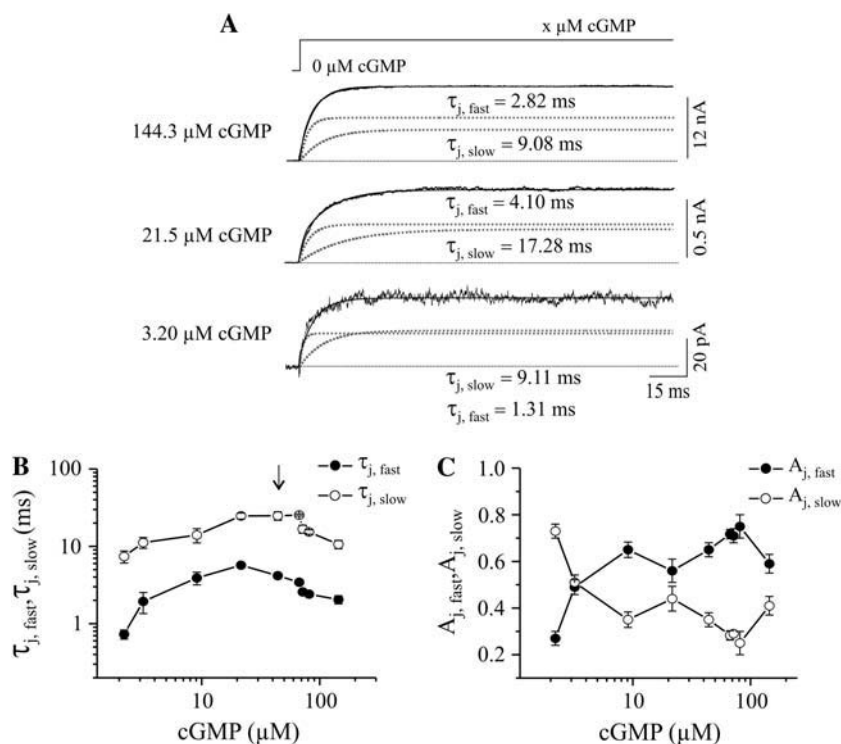 A
x µM cGMP
0 µM cGMP
144.3 µM cGMP
τj, fast = 2.82 ms
τj, slow = 9.08 ms
12 nA
21.5 µM cGMP
τj, fast = 4.10 ms
τj, slow = 17.28 ms
0.5 nA
3.20 µM cGMP
τj, slow = 9.11 ms
τj, fast = 1.31 ms
20 pA
15 ms
B
τj, fast
τj, slow
100
10
1
τj, fast, τj, slow (ms)
10 100
cGMP (µM)
C
Aj, fast
Aj, slow
1.0
0.8
0.6
0.4
0.2
Aj, fast, Aj, slow
10 100
cGMP (µM)